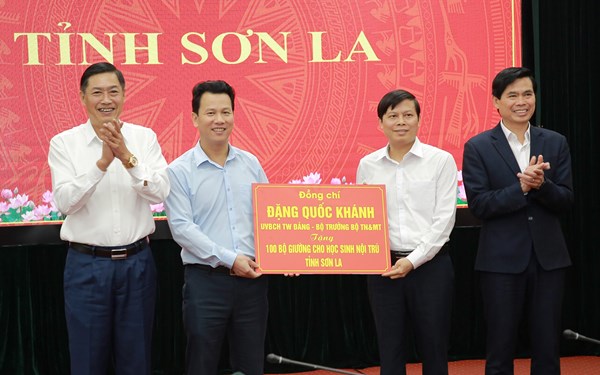 TỈNH SƠN LA
Đồng chí
ĐẶNG QUỐC KHÁNH
UVBCH TW ĐẢNG - BỘ TRƯỞNG BỘ TN&MT
Tặng
100 BỘ GIƯỜNG CHO HỌC SINH NỘI TRÚ
TỈNH SƠN LA